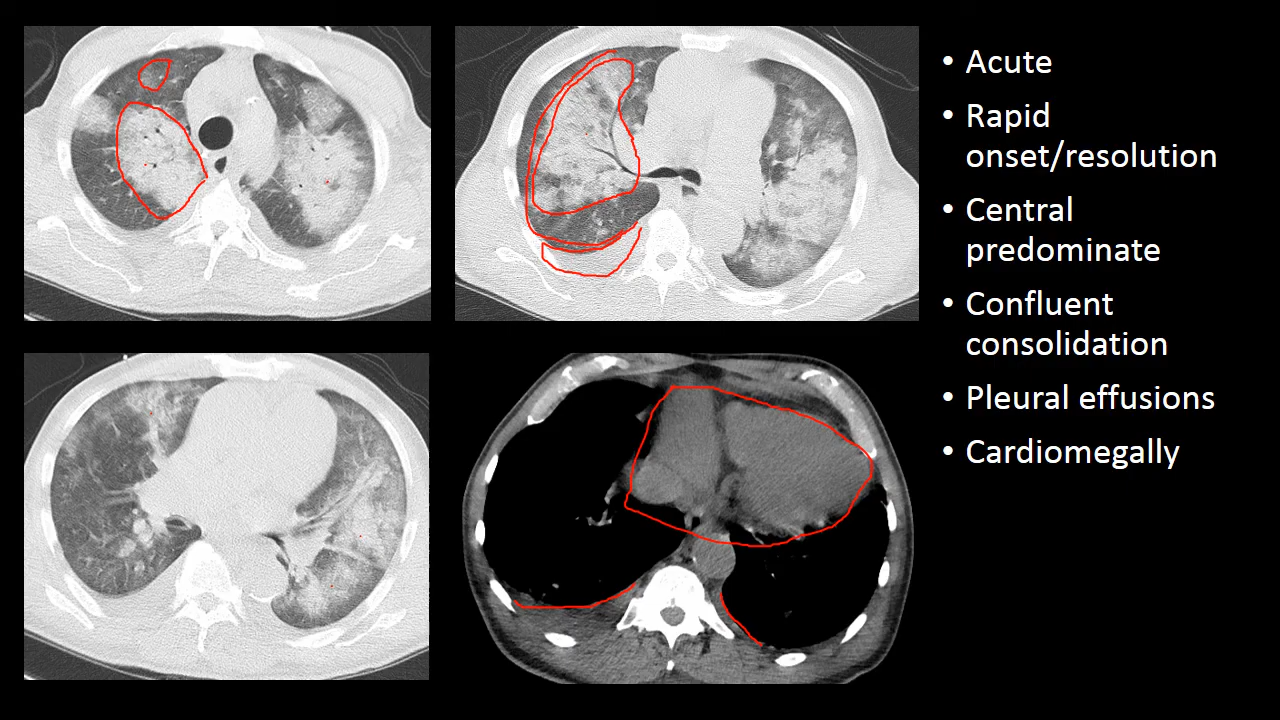 • Acute
• Rapid
onset/resolution
• Central
predominate
• Confluent
consolidation
• Pleural effusions
• Cardiomegally